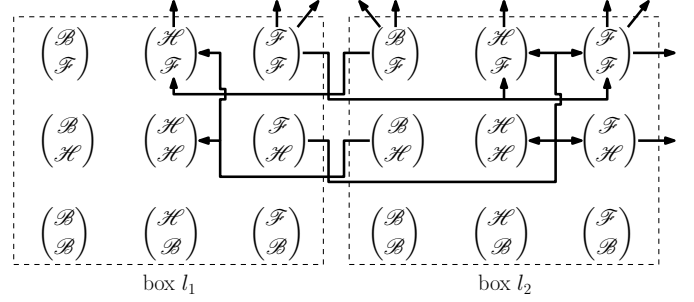 (ℬ ℱ) (ℋ ℱ) (ℱ ℱ) (ℬ ℱ) (ℋ ℱ) (ℱ ℱ)
(ℬ ℋ) (ℋ ℋ) (ℱ ℋ) (ℬ ℋ) (ℋ ℋ) (ℱ ℋ)
(ℬ ℬ) (ℋ ℬ) (ℱ ℬ) (ℬ ℬ) (ℋ ℬ) (ℱ ℬ)
box l₁ box l₂